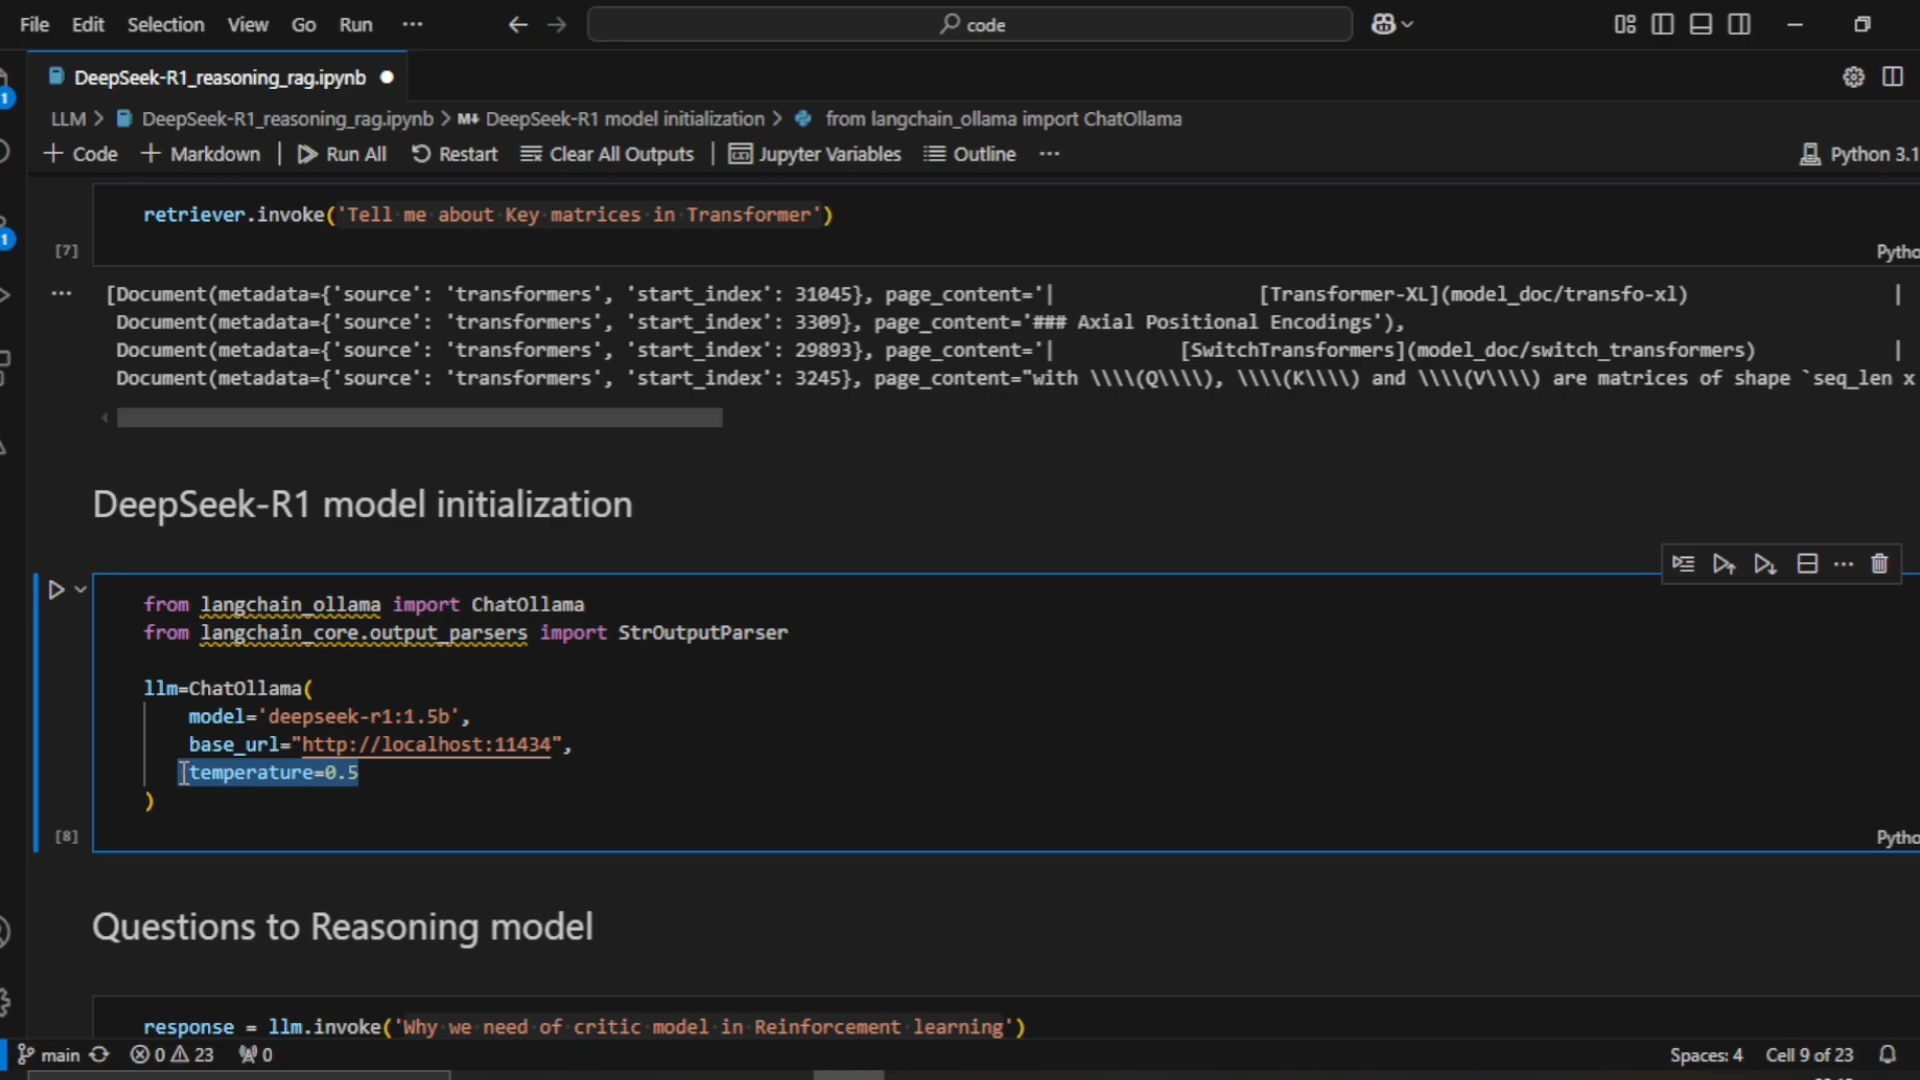 File Edit Selection View Go Run ···
code
DeepSeek-R1_reasoning_rag.ipynb
LLM > DeepSeek-R1_reasoning_rag.ipynb > M↓ DeepSeek-R1 model initialization > from langchain_ollama import ChatOllama
+ Code + Markdown | Run All Restart Clear All Outputs | Jupyter Variables Outline ···
Python 3.1
retriever.invoke('Tell me about Key matrices in Transformer')
[7]
Pytho
···
[Document(metadata={'source': 'transformers', 'start_index': 31045}, page_content='| [Transformer-XL](model_doc/transfo-xl) |
Document(metadata={'source': 'transformers', 'start_index': 3309}, page_content='### Axial Positional Encodings'),
Document(metadata={'source': 'transformers', 'start_index': 29893}, page_content='| [SwitchTransformers](model_doc/switch_transformers) |
Document(metadata={'source': 'transformers', 'start_index': 3245}, page_content="with \\\\(Q\\\\), \\\\(K\\\\) and \\\\(V\\\\) are matrices of shape `seq_len x
DeepSeek-R1 model initialization
from langchain_ollama import ChatOllama
from langchain_core.output_parsers import StrOutputParser
llm=ChatOllama(
model='deepseek-r1:1.5b',
base_url="http://localhost:11434",
temperature=0.5
)
[8]
Pytho
Questions to Reasoning model
response = llm.invoke('Why we need of critic model in Reinforcement learning')
main 0 23 0
Spaces: 4 Cell 9 of 23
1
1